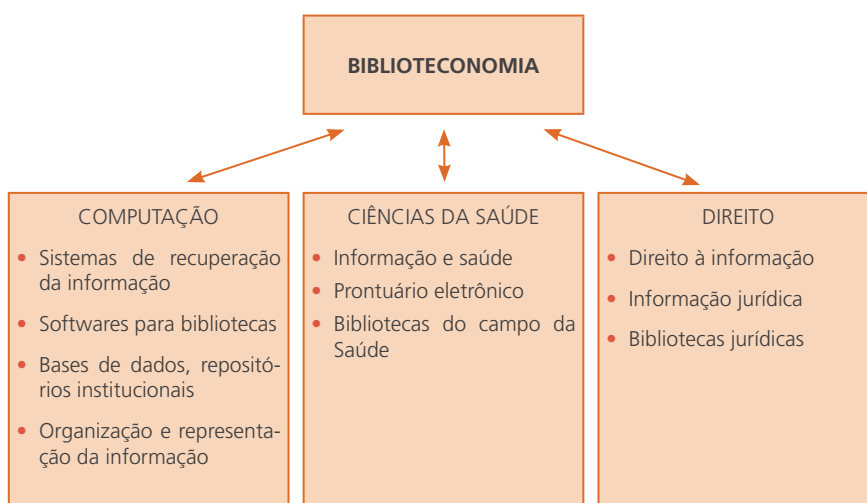 BIBLIOTECONOMIA
COMPUTAÇÃO
• Sistemas de recuperação
da informação
• Softwares para bibliotecas
• Bases de dados, repositó-
rios institucionais
• Organização e representa-
ção da informação
CIÊNCIAS DA SAÚDE
• Informação e saúde
• Prontuário eletrônico
• Bibliotecas do campo da
Saúde
DIREITO
• Direito à informação
• Informação jurídica
• Bibliotecas jurídicas